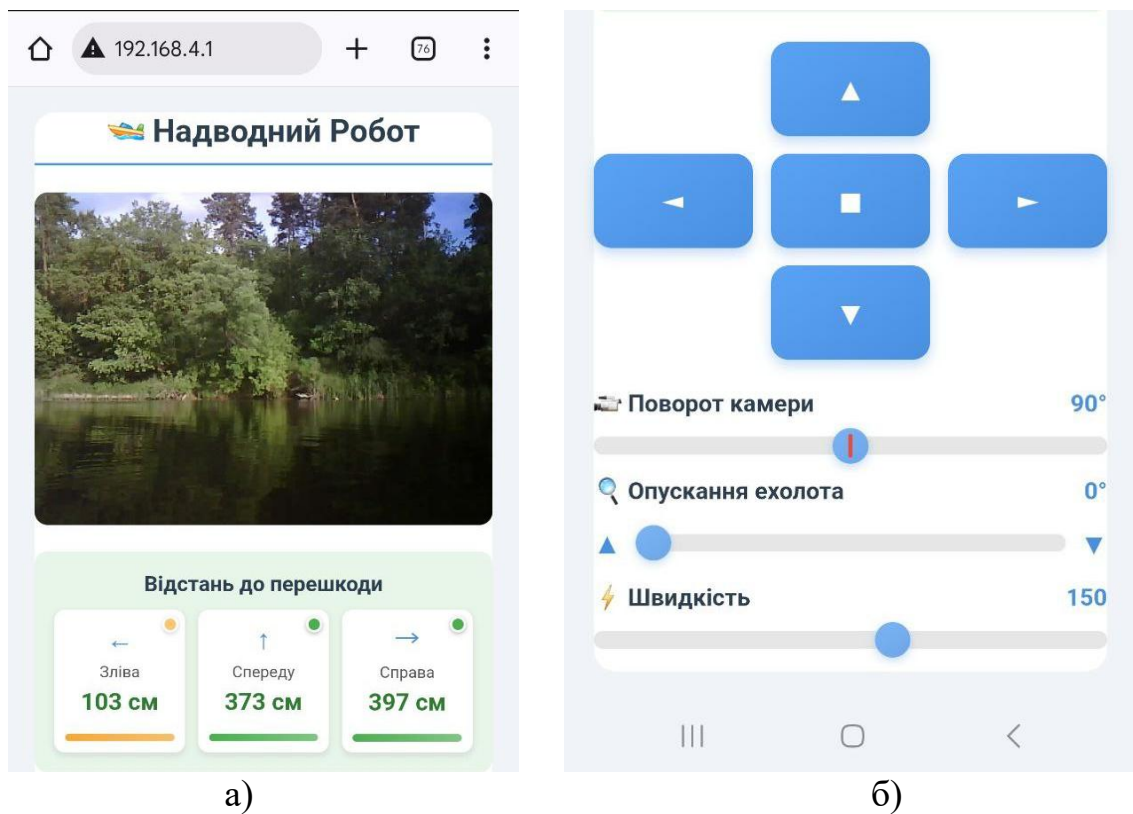 192.168.4.1
76
Надводний Робот
Відстань до перешкоди
←
↑
→
Зліва
Спереду
Справа
103 см
373 см
397 см
а)
▲
◄
■
►
▼
Поворот камери
90°
Опускання ехолота
0°
▲
▼
Швидкість
150
б)